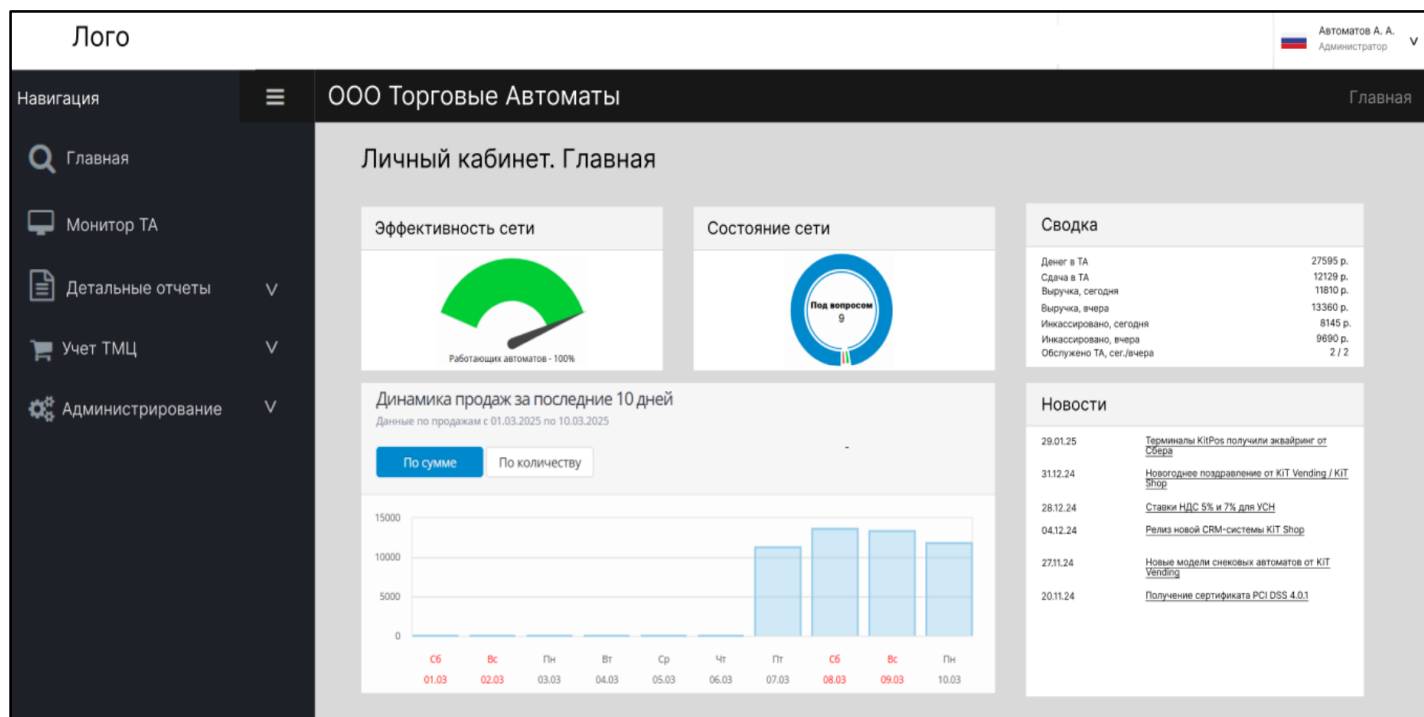 Лого
Автоматов А. А.
Администратор
Навигация
ООО Торговые Автоматы
Главная
Главная
Монитор ТА
Детальные отчеты
Учет ТМЦ
Администрирование
Личный кабинет. Главная
Эффективность сети
Работающих автоматов - 100%
Состояние сети
Под вопросом
9
Сводка
Денег в ТА 27595 р.
Сдача в ТА 12129 р.
Выручка, сегодня 11810 р.
Выручка, вчера 13360 р.
Инкассировано, сегодня 8145 р.
Инкассировано, вчера 9690 р.
Обслужено ТА, сег./вчера 2 / 2
Динамика продаж за последние 10 дней
Данные по продажам с 01.03.2025 по 10.03.2025
-
По сумме По количеству
15000
10000
5000
0
Сб Вс Пн Вт Ср Чт Пт Сб Вс Пн
01.03 02.03 03.03 04.03 05.03 06.03 07.03 08.03 09.03 10.03
Новости
29.01.25 Терминалы KitPos получили эквайринг от
Сбера
31.12.24 Новогоднее поздравление от KiT Vending / KiT
Shop
28.12.24 Ставки НДС 5% и 7% для УСН
04.12.24 Релиз новой CRM-системы KiT Shop
27.11.24 Новые модели снековых автоматов от KiT
Vending
20.11.24 Получение сертификата PCI DSS 4.0.1